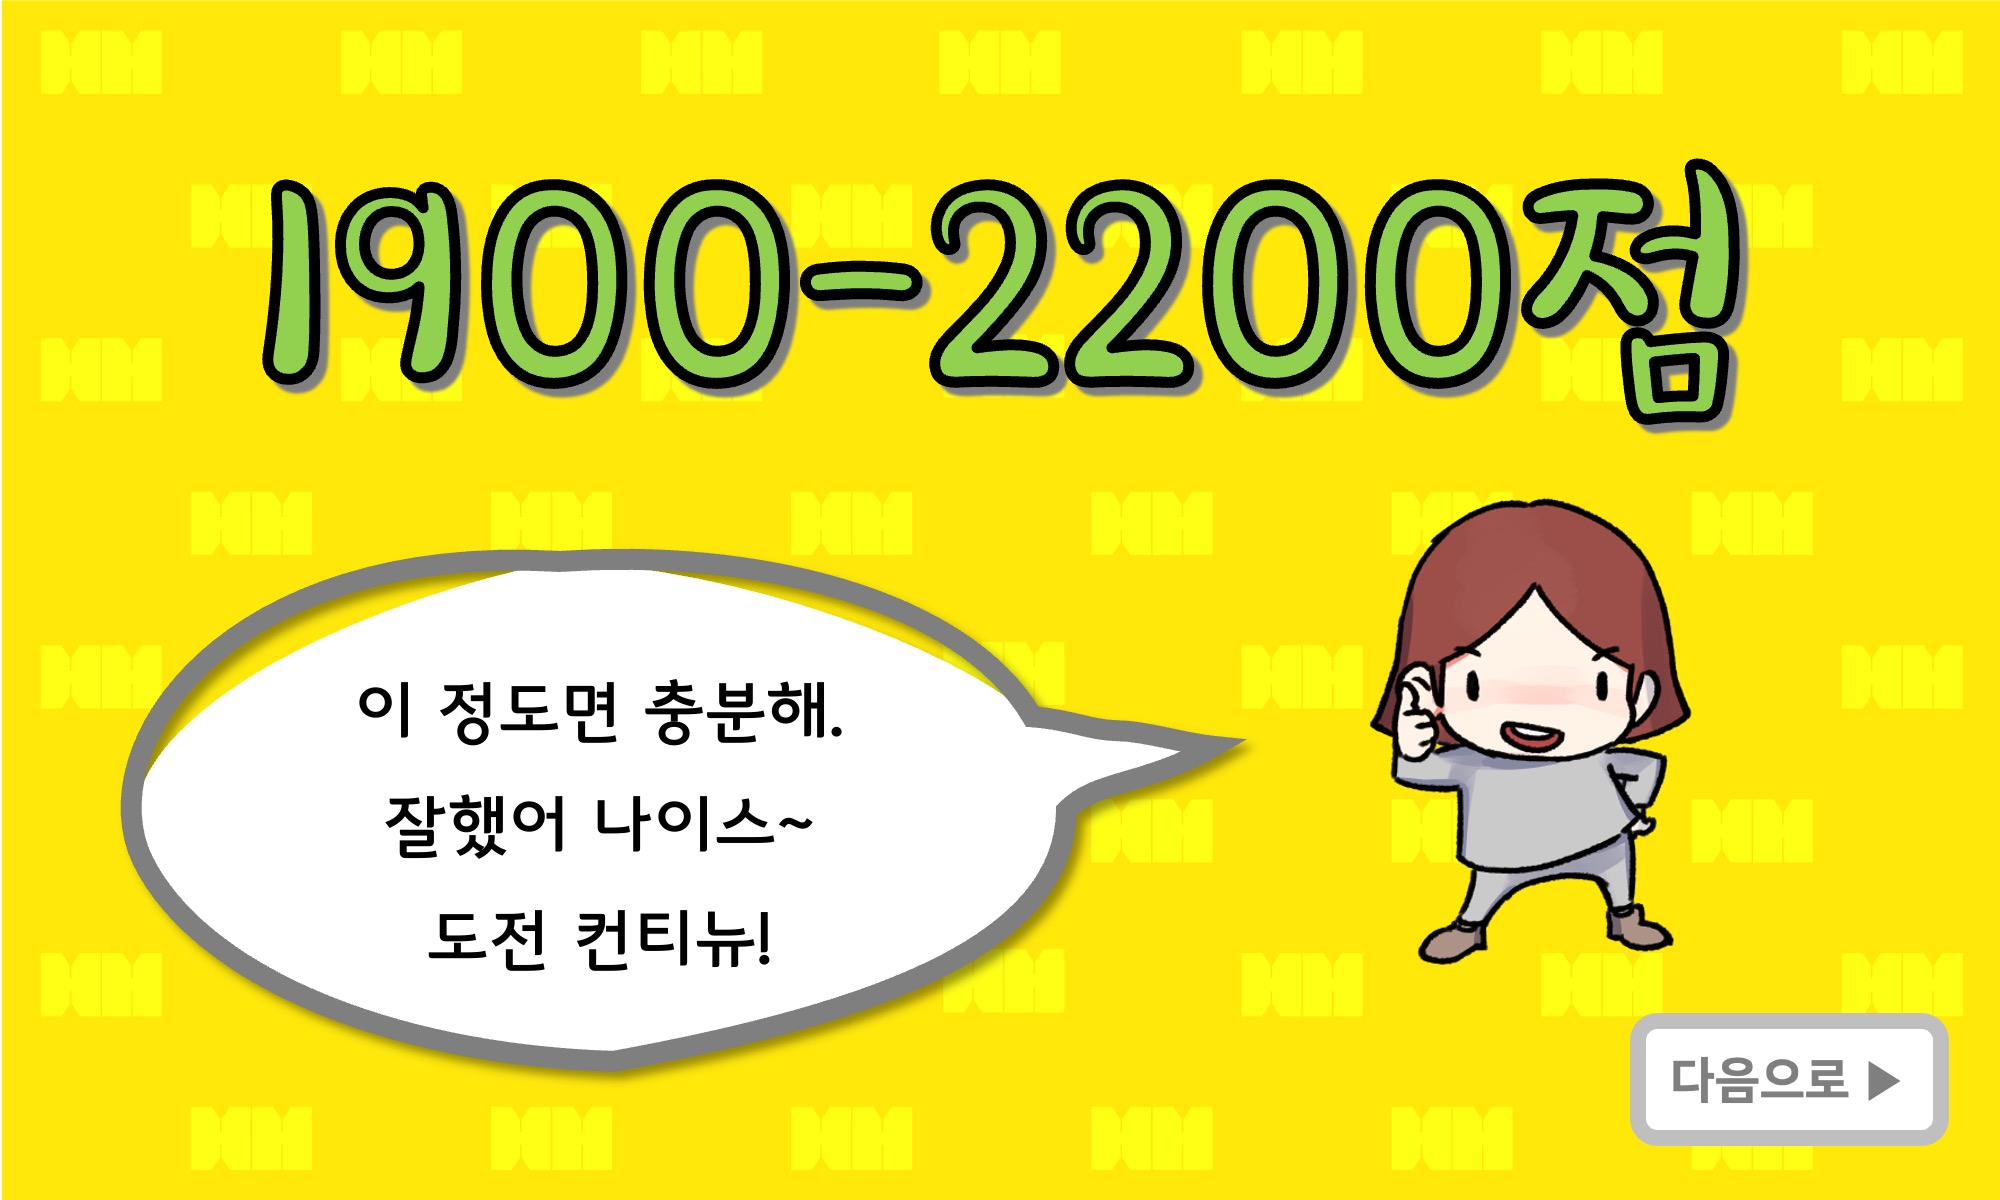 1900-2200점
이 정도면 충분해.
잘했어 나이스~
도전 컨티뉴!
다음으로 ▶